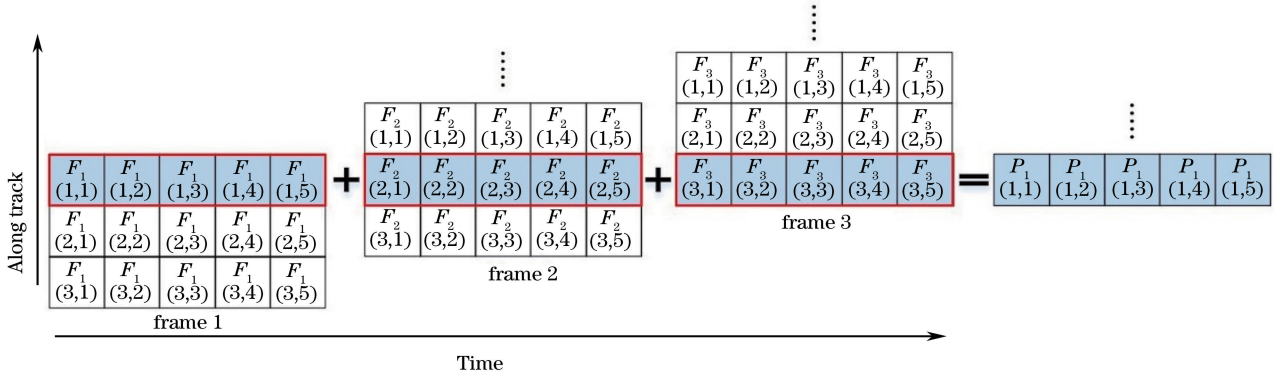 Along track
F1 F1 F1 F1 F1
(1,1) (1,2) (1,3) (1,4) (1,5)
F1 F1 F1 F1 F1
(2,1) (2,2) (2,3) (2,4) (2,5)
F1 F1 F1 F1 F1
(3,1) (3,2) (3,3) (3,4) (3,5)
frame 1
+
F2 F2 F2 F2 F2
(1,1) (1,2) (1,3) (1,4) (1,5)
F2 F2 F2 F2 F2
(2,1) (2,2) (2,3) (2,4) (2,5)
F2 F2 F2 F2 F2
(3,1) (3,2) (3,3) (3,4) (3,5)
frame 2
+
F3 F3 F3 F3 F3
(1,1) (1,2) (1,3) (1,4) (1,5)
F3 F3 F3 F3 F3
(2,1) (2,2) (2,3) (2,4) (2,5)
F3 F3 F3 F3 F3
(3,1) (3,2) (3,3) (3,4) (3,5)
frame 3
=
P1 P1 P1 P1 P1
(1,1) (1,2) (1,3) (1,4) (1,5)
Time